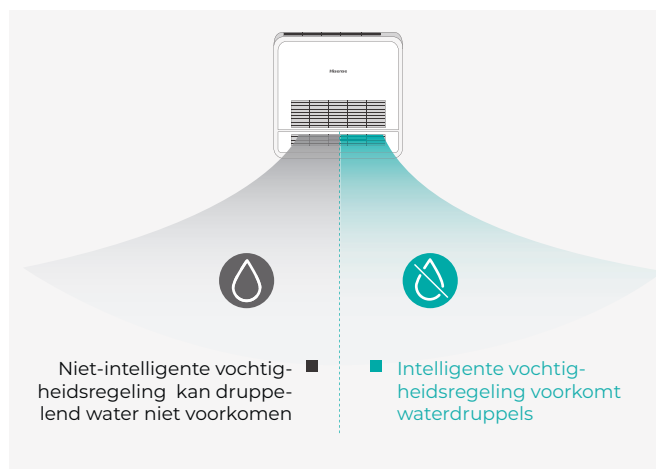 Hisense
Niet-intelligente vochtig-
heidsregeling kan druppe-
lend water niet voorkomen
Intelligente vochtig-
heidsregeling voorkomt
waterdruppels